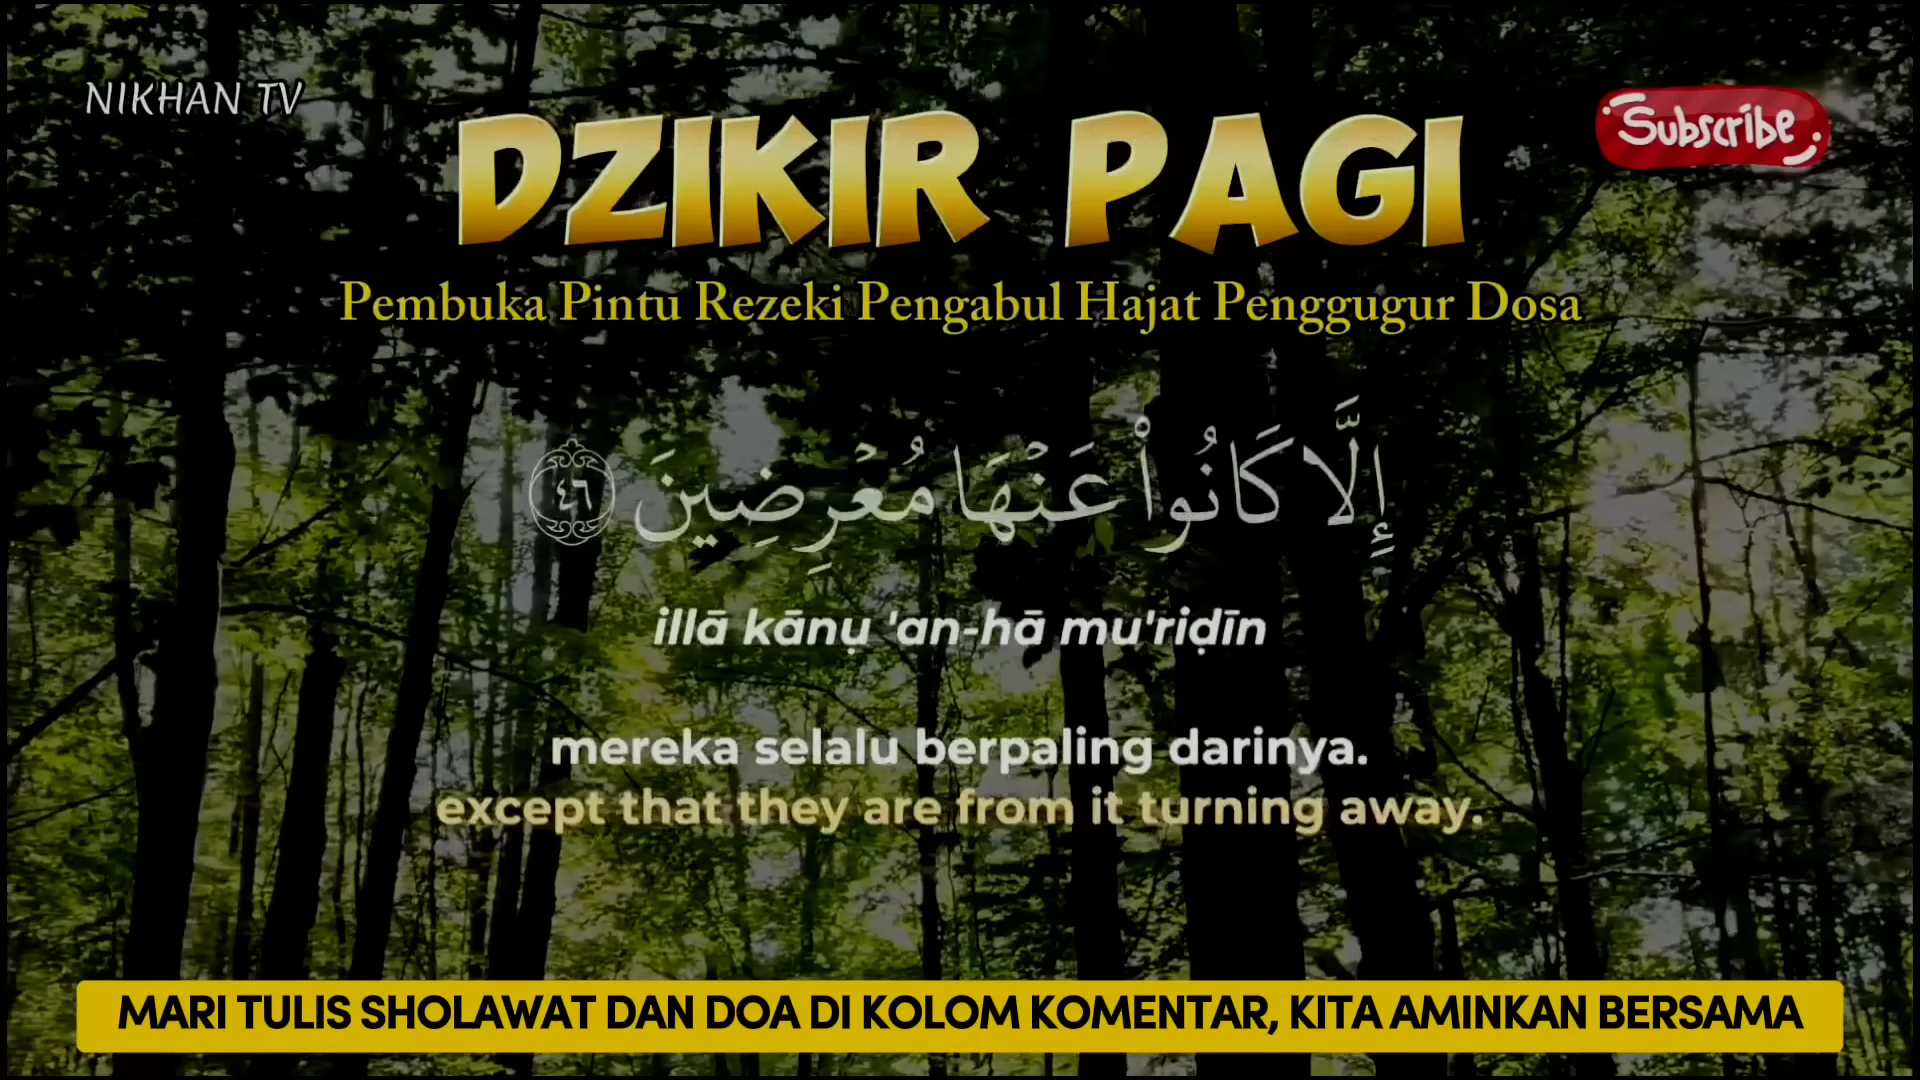 NIKHAN TV
Subscribe
DZIKIR PAGI
Pembuka Pintu Rezeki Pengabul Hajat Penggugur Dosa
إِلَّا كَانُوا۟ عَنْهَا مُعْرِضِينَ ٤٦
illā kānụ 'an-hā mu'riḍīn
mereka selalu berpaling darinya.
except that they are from it turning away.
MARI TULIS SHOLAWAT DAN DOA DI KOLOM KOMENTAR, KITA AMINKAN BERSAMA